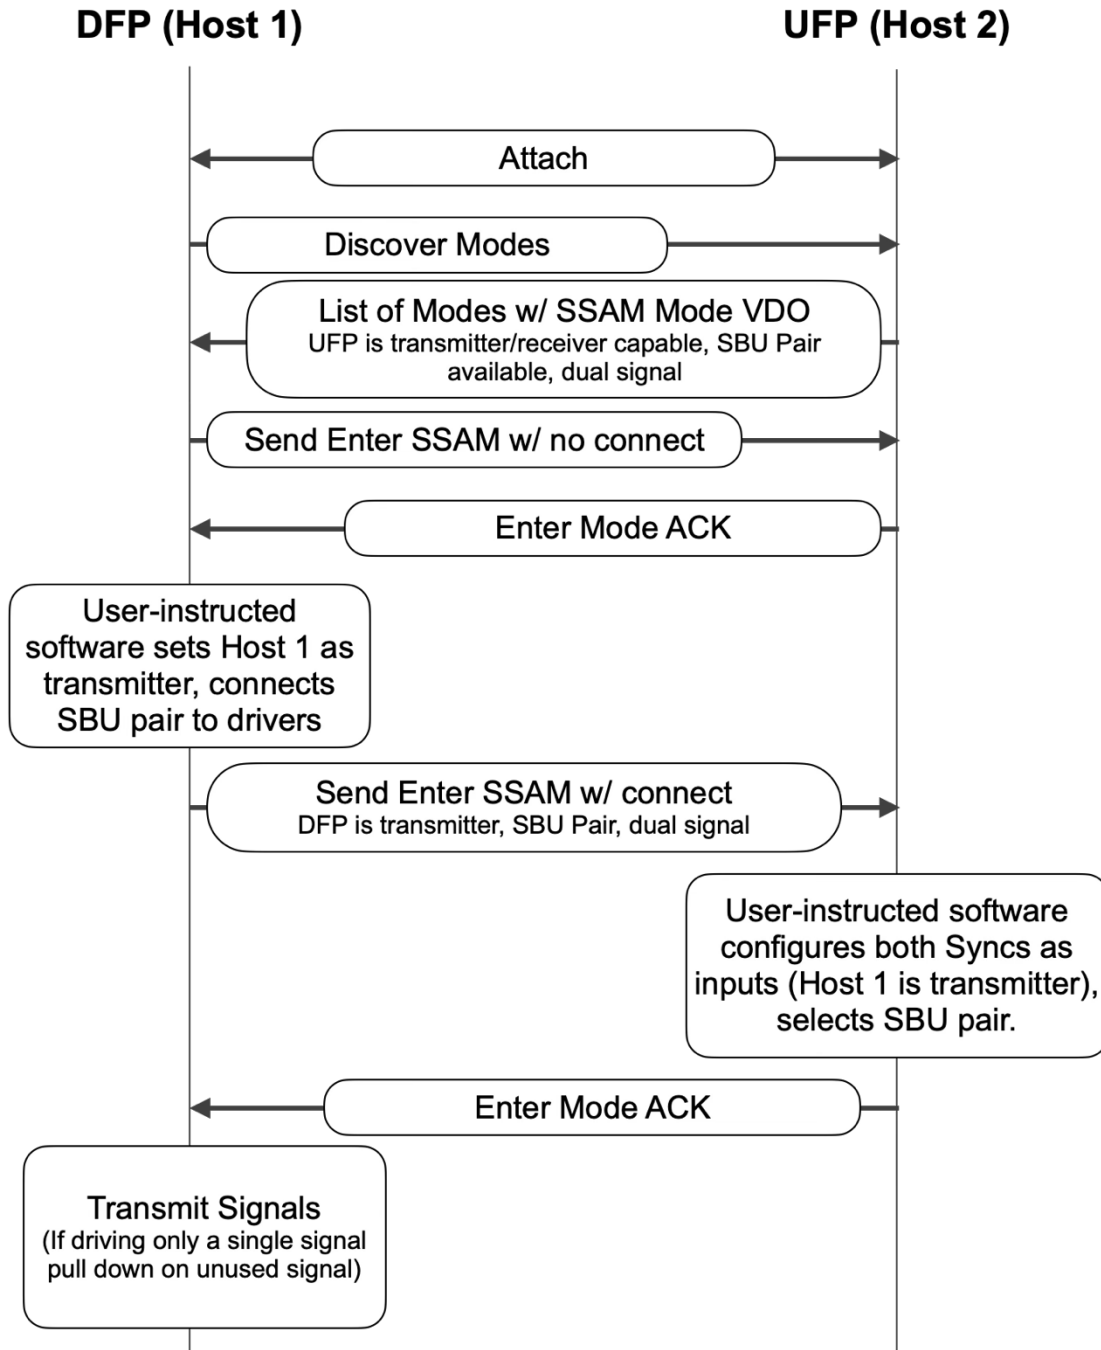 DFP (Host 1)
UFP (Host 2)
Attach
Discover Modes
List of Modes w/ SSAM Mode VDO
UFP is transmitter/receiver capable, SBU Pair
available, dual signal
Send Enter SSAM w/ no connect
Enter Mode ACK
User-instructed
software sets Host 1 as
transmitter, connects
SBU pair to drivers
Send Enter SSAM w/ connect
DFP is transmitter, SBU Pair, dual signal
User-instructed software
configures both Syncs as
inputs (Host 1 is transmitter),
selects SBU pair.
Enter Mode ACK
Transmit Signals
(If driving only a single signal
pull down on unused signal)